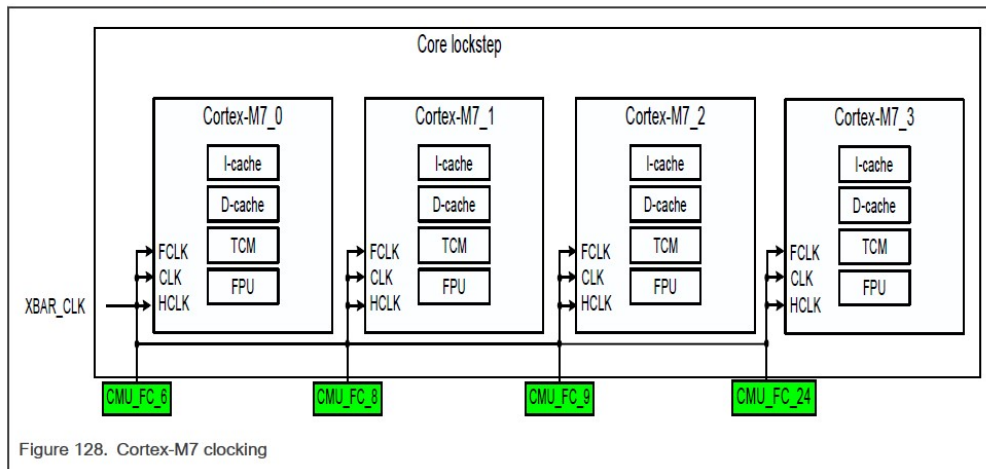 Core lockstep
Cortex-M7_0
I-cache
D-cache
TCM
FPU
FCLK
CLK
HCLK
Cortex-M7_1
I-cache
D-cache
TCM
FPU
FCLK
CLK
HCLK
Cortex-M7_2
I-cache
D-cache
TCM
FPU
FCLK
CLK
HCLK
Cortex-M7_3
I-cache
D-cache
TCM
FPU
FCLK
CLK
HCLK
XBAR_CLK
CMU_FC_6
CMU_FC_8
CMU_FC_9
CMU_FC_24
Figure 128. Cortex-M7 clocking